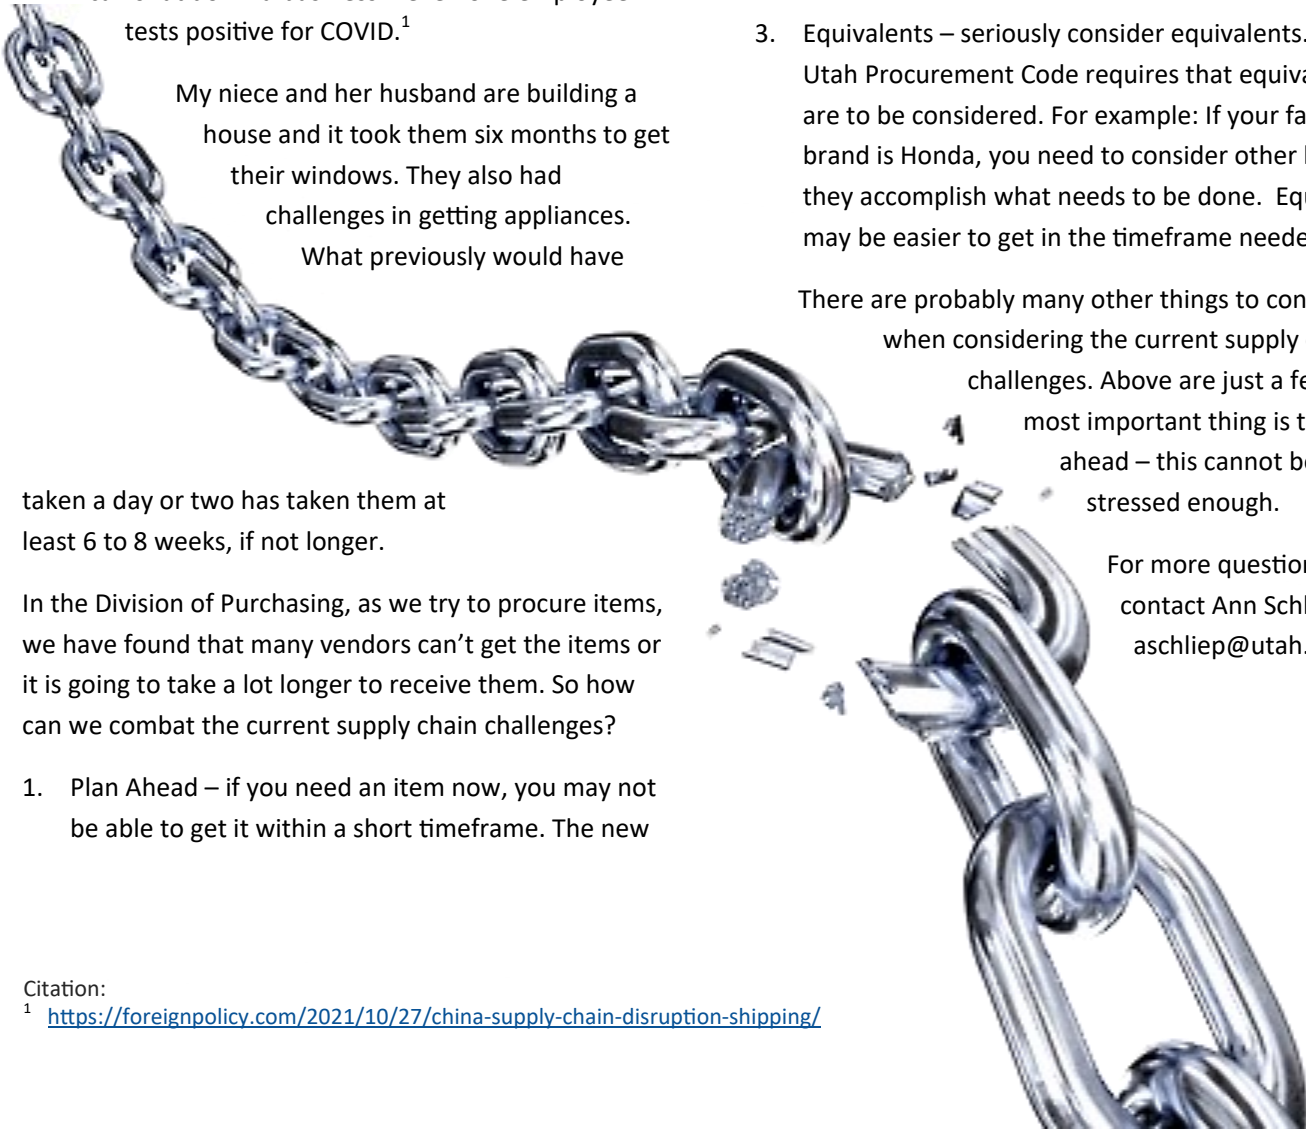 tests positive for COVID.1
My niece and her husband are building a
house and it took them six months to get
their windows. They also had
challenges in getting appliances.
What previously would have
taken a day or two has taken them at
least 6 to 8 weeks, if not longer.
In the Division of Purchasing, as we try to procure items,
we have found that many vendors can’t get the items or
it is going to take a lot longer to receive them. So how
can we combat the current supply chain challenges?
1. Plan Ahead – if you need an item now, you may not
be able to get it within a short timeframe. The new
3. Equivalents – seriously consider equivalents.
Utah Procurement Code requires that
are to be considered. For example: If your
brand is Honda, you need to consider other
they accomplish what needs to be done.
may be easier to get in the timeframe
There are probably many other things to
when considering the current supply
challenges. Above are just a
most important thing is
ahead – this cannot
stressed enough.
For more
contact Ann
aschliep@utah.
Citation:
1 https://foreignpolicy.com/2021/10/27/china-supply-chain-disruption-shipping/